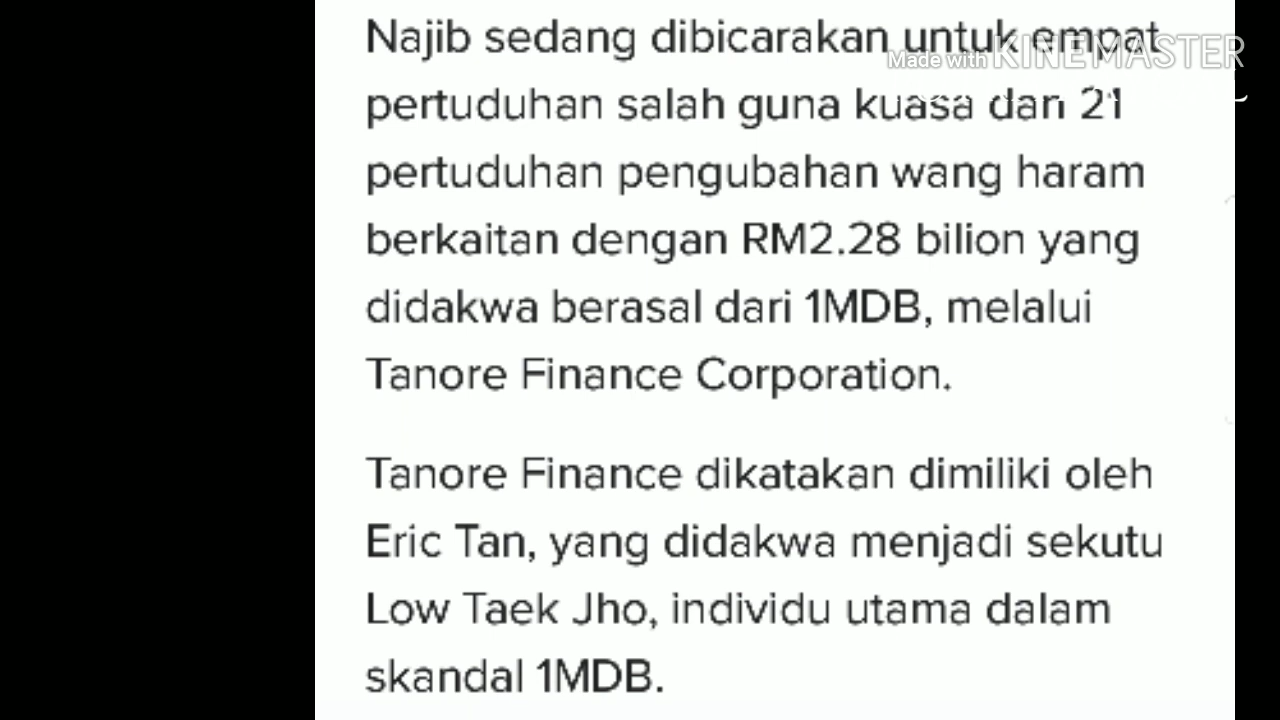 Najib sedang dibicarakan untuk empat
Made with KINEMASTER
pertuduhan salah guna kuasa dan 21
pertuduhan pengubahan wang haram
berkaitan dengan RM2.28 bilion yang
didakwa berasal dari 1MDB, melalui
Tanore Finance Corporation.
Tanore Finance dikatakan dimiliki oleh
Eric Tan, yang didakwa menjadi sekutu
Low Taek Jho, individu utama dalam
skandal 1MDB.